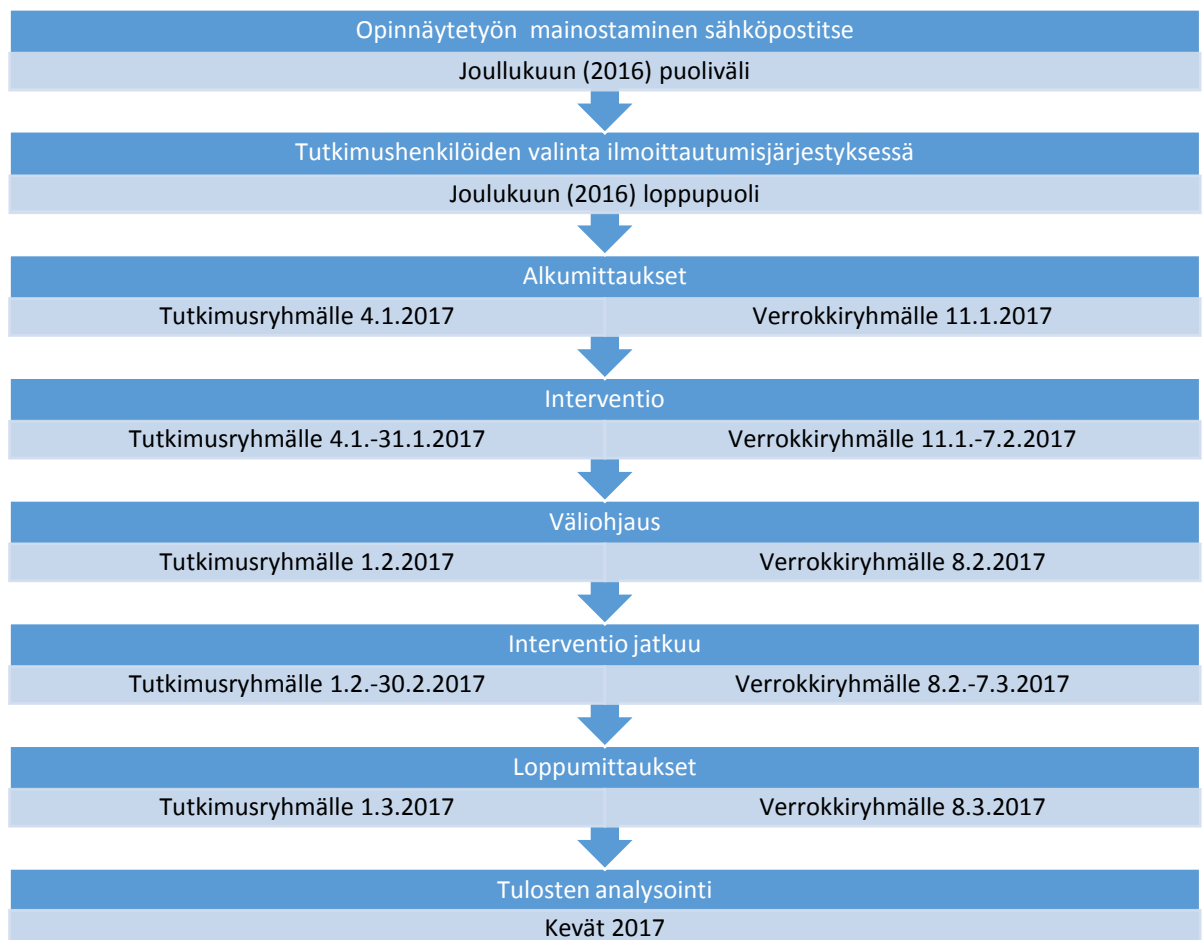 Opinnäytetyön mainostaminen sähköpostitse
Joullukuun (2016) puoliväli
Tutkimushenkilöiden valinta ilmoittautumisjärjestyksessä
Joulukuun (2016) loppupuoli
Alkumittaukset
Tutkimusryhmälle 4.1.2017 Verrokkiryhmälle 11.1.2017
Interventio
Tutkimusryhmälle 4.1.-31.1.2017 Verrokkiryhmälle 11.1.-7.2.2017
Väliohjaus
Tutkimusryhmälle 1.2.2017 Verrokkiryhmälle 8.2.2017
Interventio jatkuu
Tutkimusryhmälle 1.2.-30.2.2017 Verrokkiryhmälle 8.2.-7.3.2017
Loppumittaukset
Tutkimusryhmälle 1.3.2017 Verrokkiryhmälle 8.3.2017
Tulosten analysointi
Kevät 2017